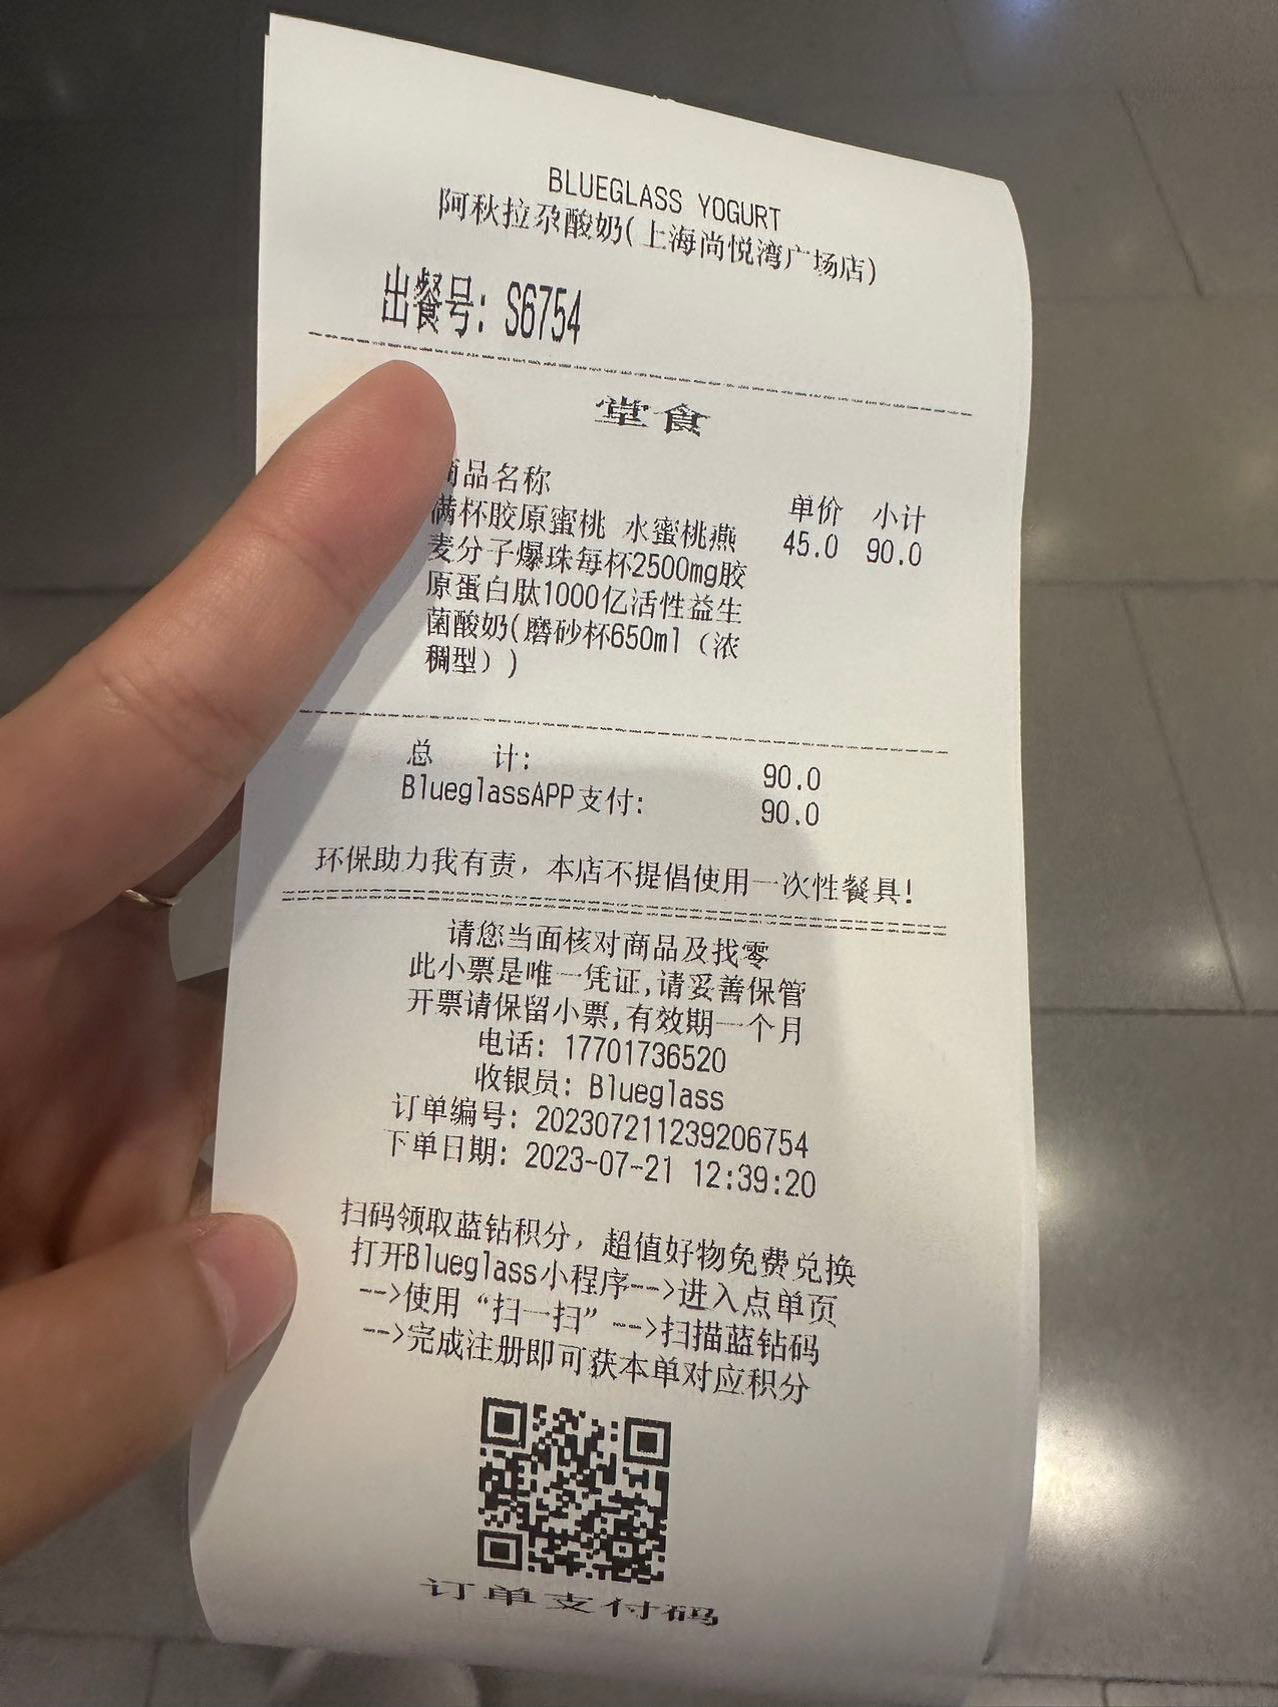 BLUEGLASS YOGURT
阿秋拉尕酸奶(上海尚悦湾广场店)
出餐号: S6754
堂食
商品名称 单价 小计
满杯胶原蜜桃 水蜜桃燕 45.0 90.0
麦分子爆珠每杯2500mg胶
原蛋白肽1000亿活性益生
菌酸奶(磨砂杯650ml（浓
稠型）)
总 计: 90.0
BlueglassAPP支付: 90.0
环保助力我有责，本店不提倡使用一次性餐具!
请您当面核对商品及找零
此小票是唯一凭证,请妥善保管
开票请保留小票,有效期一个月
电话: 17701736520
收银员: Blueglass
订单编号: 202307211239206754
下单日期: 2023-07-21 12:39:20
扫码领取蓝钻积分，超值好物免费兑换
打开Blueglass小程序-->进入点单页
-->使用“扫一扫”-->扫描蓝钻码
-->完成注册即可获本单对应积分
订单支付码